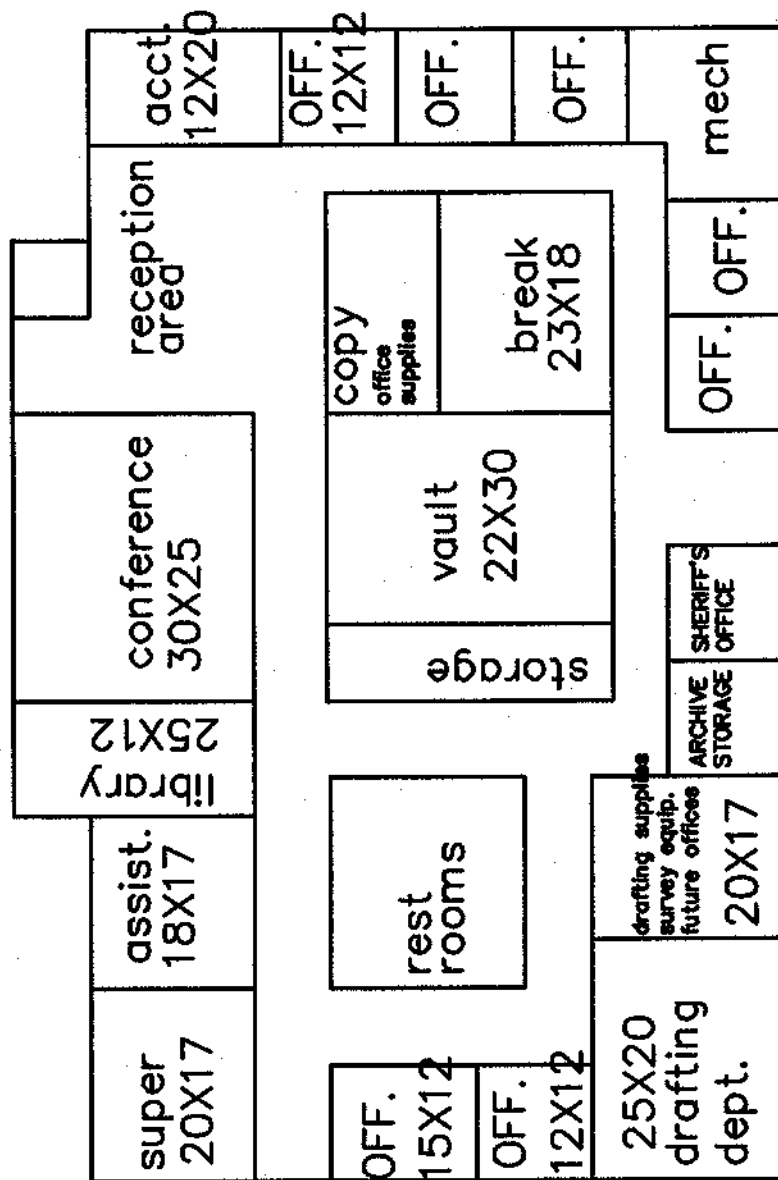 acct.
12X20
OFF.
12X12
OFF.
OFF.
mech
reception
area
copy
office
supplies
break
23X18
OFF.
OFF.
conference
30X25
vault
22X30
storage
SHERIFF'S
OFFICE
ARCHIVE
STORAGE
library
25X12
assist.
18X17
rest
rooms
drafting supplies
survey equip.
future offices
20X17
super
20X17
OFF.
15X12
OFF.
12X12
25X20
drafting
dept.